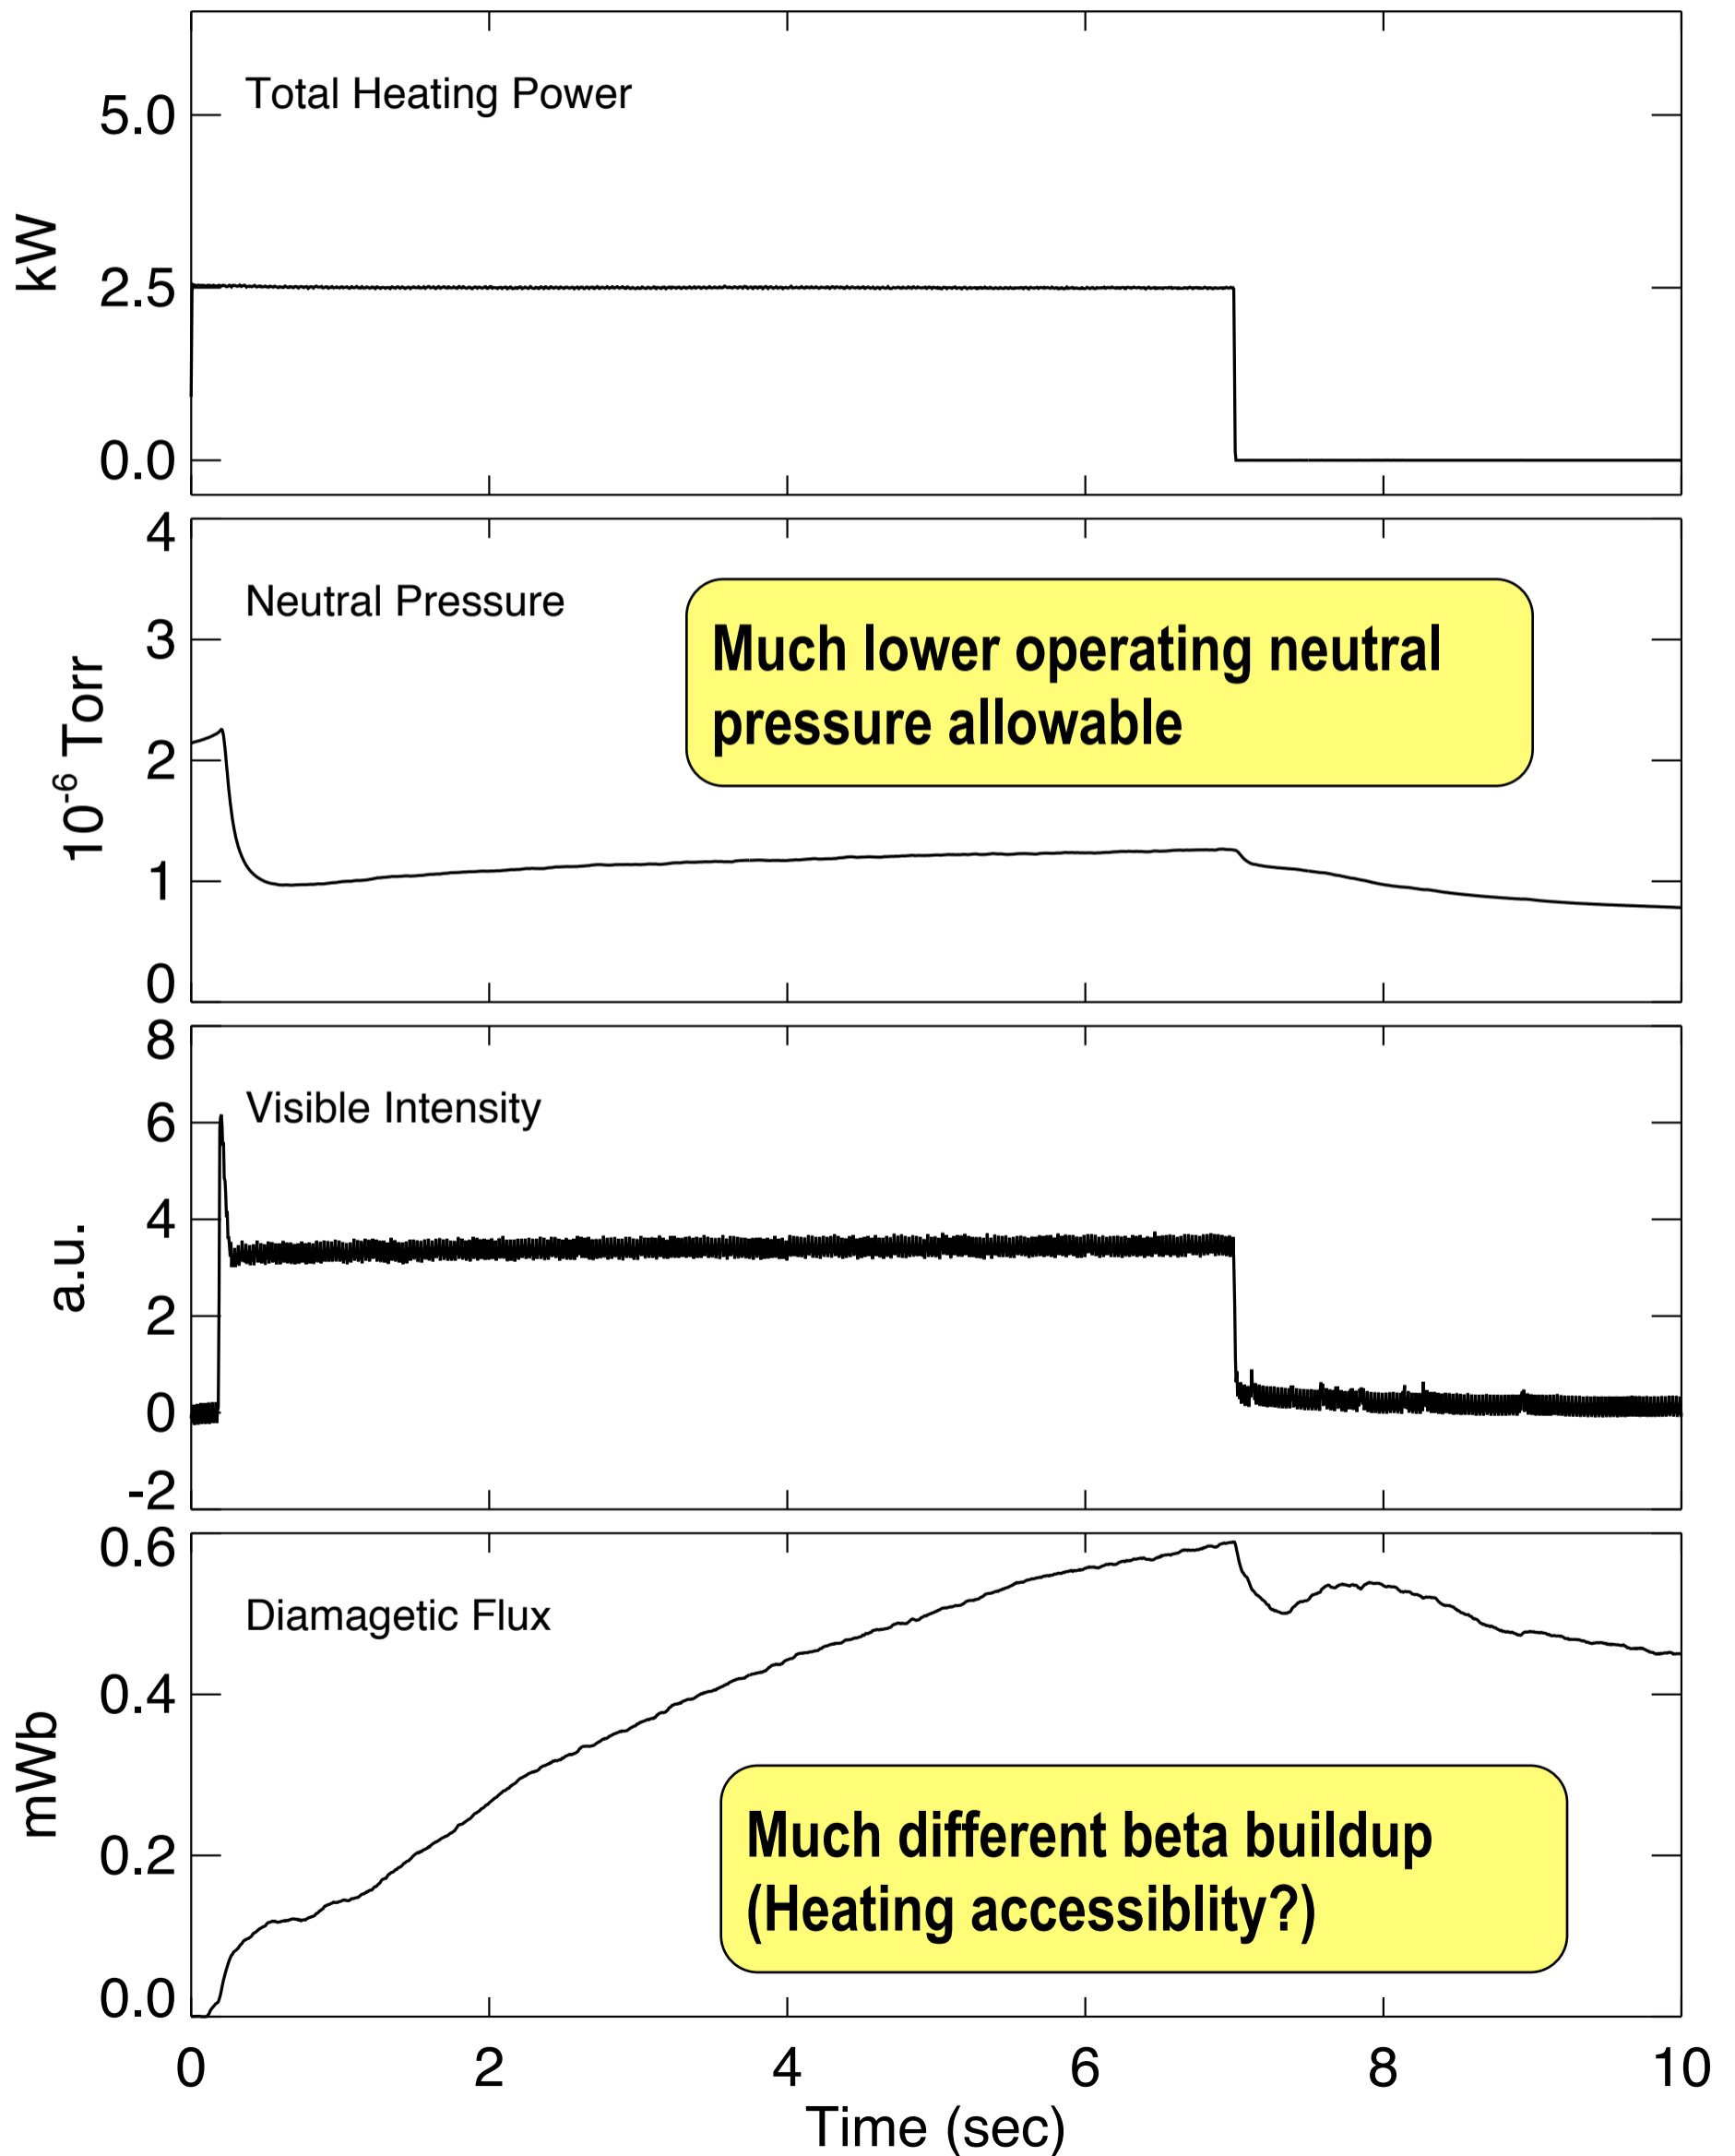 Total Heating Power
kW
5.0
2.5
0.0
Neutral Pressure
Much lower operating neutral
pressure allowable
10-6 Torr
4
3
2
1
0
Visible Intensity
a.u.
8
6
4
2
0
-2
Diamagetic Flux
Much different beta buildup
(Heating accessiblity?)
mWb
0.6
0.4
0.2
0.0
0 2 4 6 8 10
Time (sec)